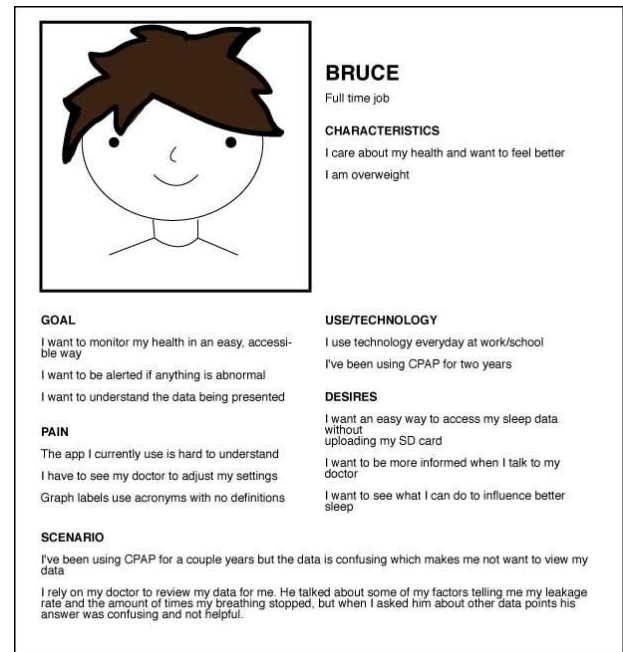 BRUCE
Full time job
CHARACTERISTICS
I care about my health and want to feel better
I am overweight
GOAL
I want to monitor my health in an easy, accessi-
ble way
I want to be alerted if anything is abnormal
I want to understand the data being presented
PAIN
The app I currently use is hard to understand
I have to see my doctor to adjust my settings
Graph labels use acronyms with no definitions
USE/TECHNOLOGY
I use technology everyday at work/school
I've been using CPAP for two years
DESIRES
I want an easy way to access my sleep data
without
uploading my SD card
I want to be more informed when I talk to my
doctor
I want to see what I can do to influence better
sleep
SCENARIO
I've been using CPAP for a couple years but the data is confusing which makes me not want to view my
data
I rely on my doctor to review my data for me. He talked about some of my factors telling me my leakage
rate and the amount of times my breathing stopped, but when I asked him about other data points his
answer was confusing and not helpful.